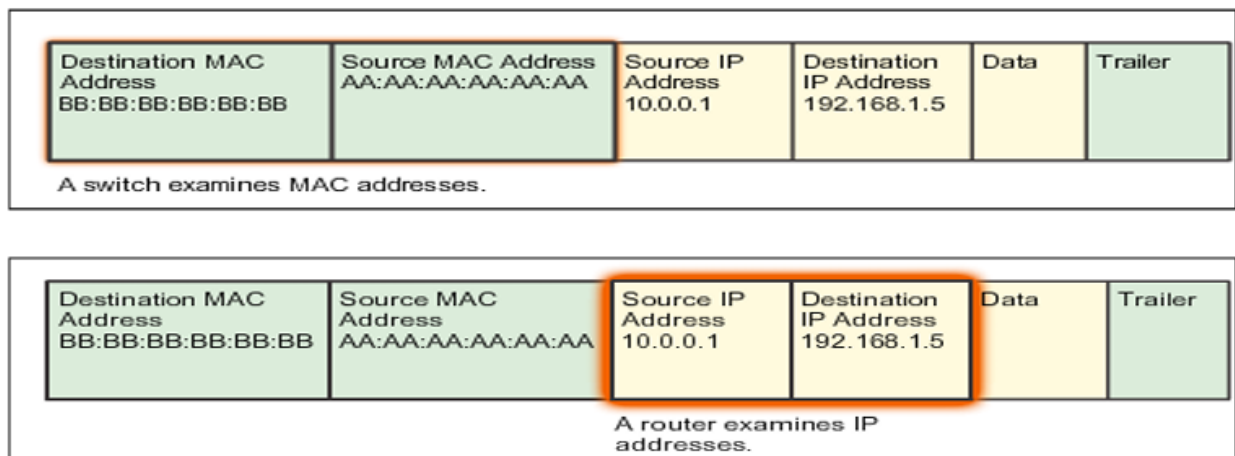 Destination MAC
Address
BB:BB:BB:BB:BB:BB
Source MAC Address
AA:AA:AA:AA:AA:AA
Source IP
Address
10.0.0.1
Destination
IP Address
192.168.1.5
Data
Trailer
A switch examines MAC addresses.
Destination MAC
Address
BB:BB:BB:BB:BB:BB
Source MAC
Address
AA:AA:AA:AA:AA:AA
Source IP
Address
10.0.0.1
Destination
IP Address
192.168.1.5
Data
Trailer
A router examines IP
addresses.